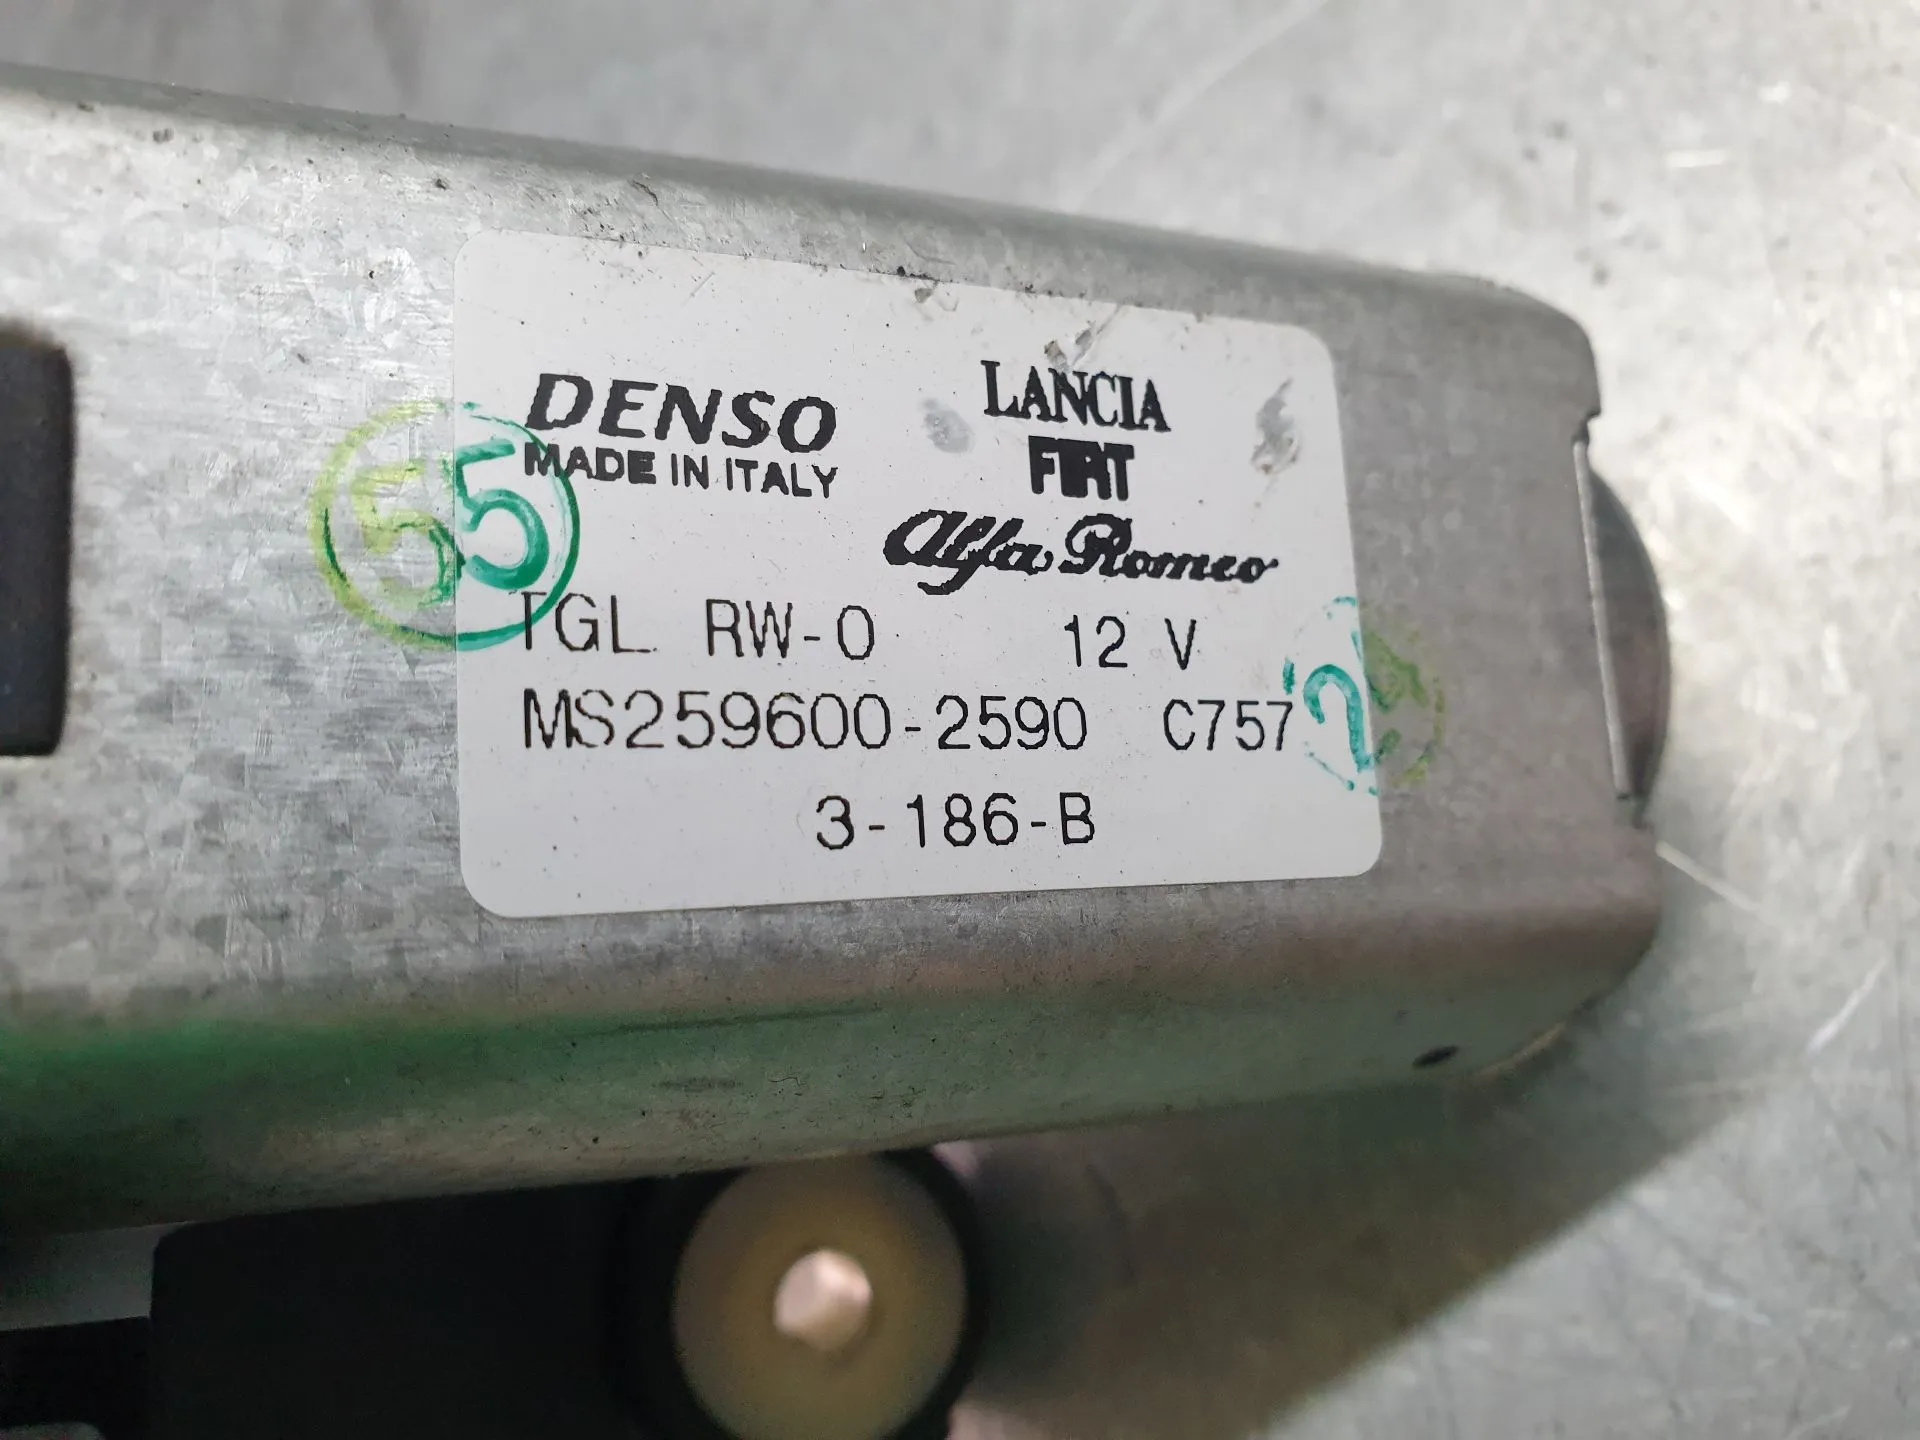 DENSO
MADE IN ITALY
LANCIA
FIAT
Alfa Romeo
55
TGL RW-0 12 V
MS259600-2590 C757
3-186-B